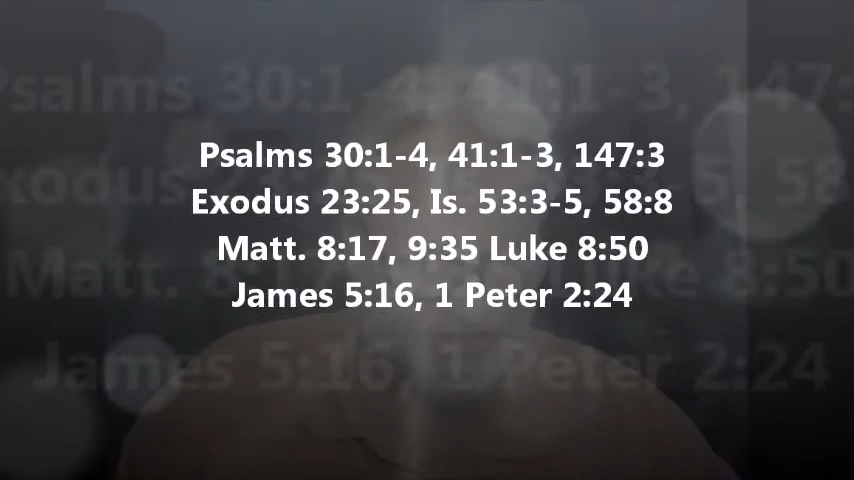 Psalms 30:1-4, 41:1-3, 147:3
Exodus 23:25, Is. 53:3-5, 58:8
Matt. 8:17, 9:35 Luke 8:50
James 5:16, 1 Peter 2:24